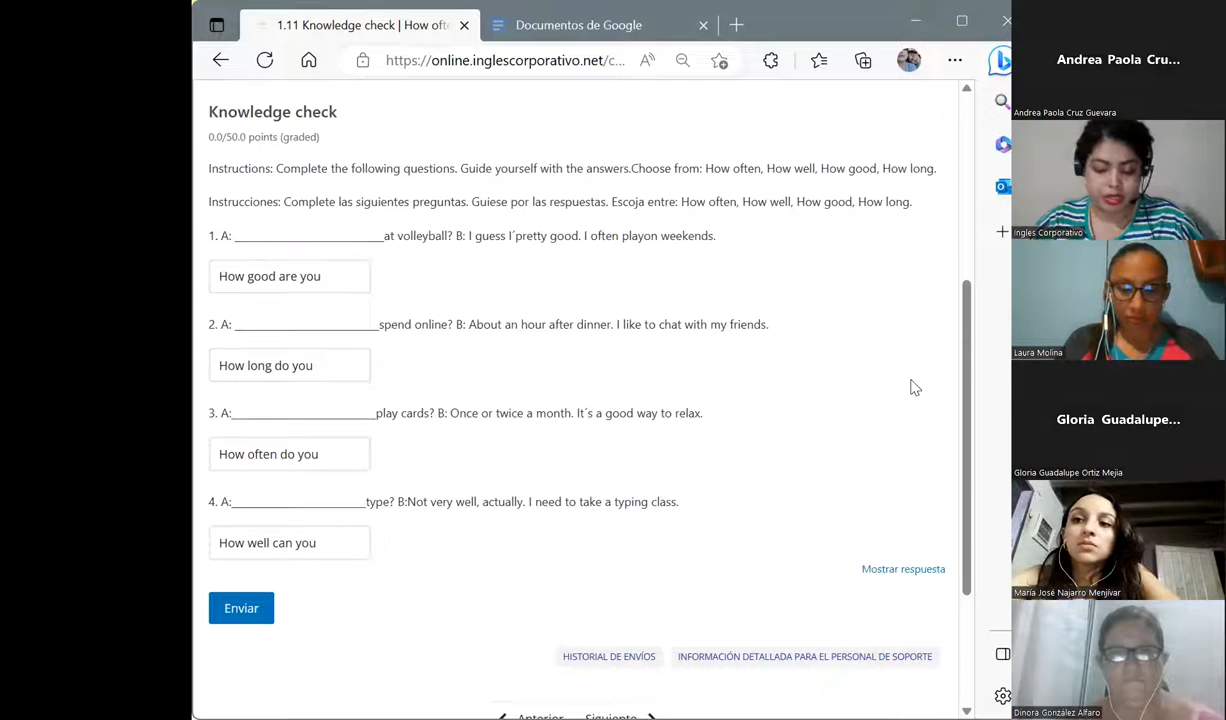 1.11 Knowledge check | How ofte
Documentos de Google
https://online.inglescorporativo.net/c...
Knowledge check
0.0/50.0 points (graded)
Instructions: Complete the following questions. Guide yourself with the answers.Choose from: How often, How well, How good, How long.
Instrucciones: Complete las siguientes preguntas. Guiese por las respuestas. Escoja entre: How often, How well, How good, How long.
1. A: ______________________at volleyball? B: I guess I´pretty good. I often playon weekends.
How good are you
2. A: _____________________spend online? B: About an hour after dinner. I like to chat with my friends.
How long do you
3. A:_____________________play cards? B: Once or twice a month. It´s a good way to relax.
How often do you
4. A:____________________type? B:Not very well, actually. I need to take a typing class.
How well can you
Mostrar respuesta
Enviar
HISTORIAL DE ENVÍOS
INFORMACIÓN DETALLADA PARA EL PERSONAL DE SOPORTE
Anterior
Siguiente
Andrea Paola Cru...
Andrea Paola Cruz Guevara
Ingles Corporativo
Laura Molina
Gloria Guadalupe...
Gloria Guadalupe Ortiz Mejia
María José Najarro Menjívar
Dinora González Alfaro